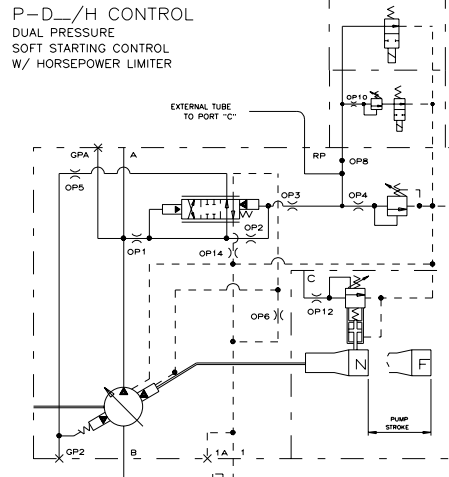 P-D__/H CONTROL
DUAL PRESSURE
SOFT STARTING CONTROL
W/ HORSEPOWER LIMITER
OP10
EXTERNAL TUBE
TO PORT "C"
GPA
A
RP
OP8
OP5
OP3
OP4
OP1
OP2
OP14
C
OP12
OP6
N
F
PUMP
STROKE
GP2
B
1A
1